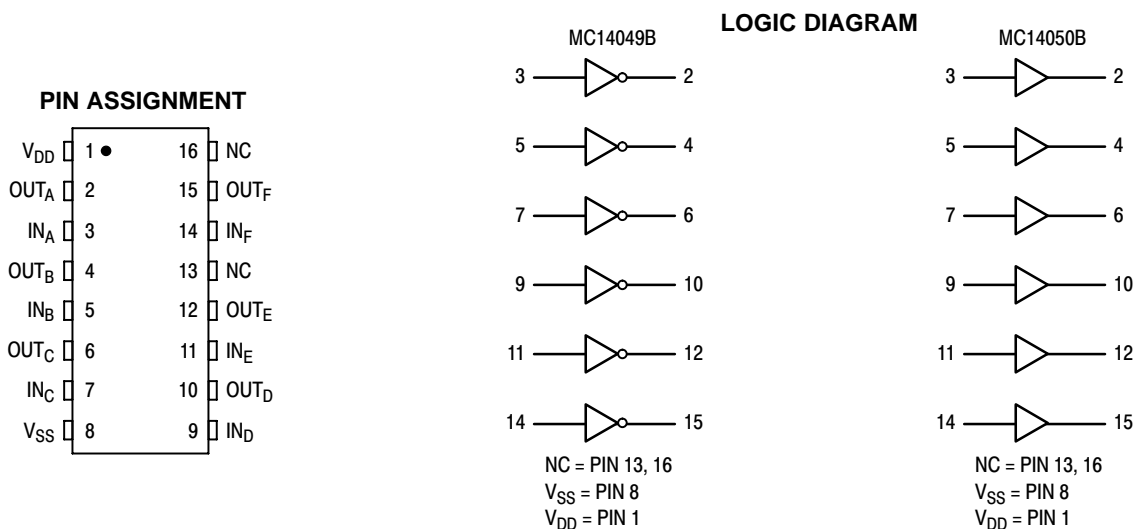 LOGIC DIAGRAM
MC14049B
MC14050B
PIN ASSIGNMENT
VDD 1 16 NC
OUTA 2 15 OUTF
INA 3 14 INF
OUTB 4 13 NC
INB 5 12 OUTE
OUTC 6 11 INE
INC 7 10 OUTD
VSS 8 9 IND
3 2
5 4
7 6
9 10
11 12
14 15
NC = PIN 13, 16
VSS = PIN 8
VDD = PIN 1
3 2
5 4
7 6
9 10
11 12
14 15
NC = PIN 13, 16
VSS = PIN 8
VDD = PIN 1